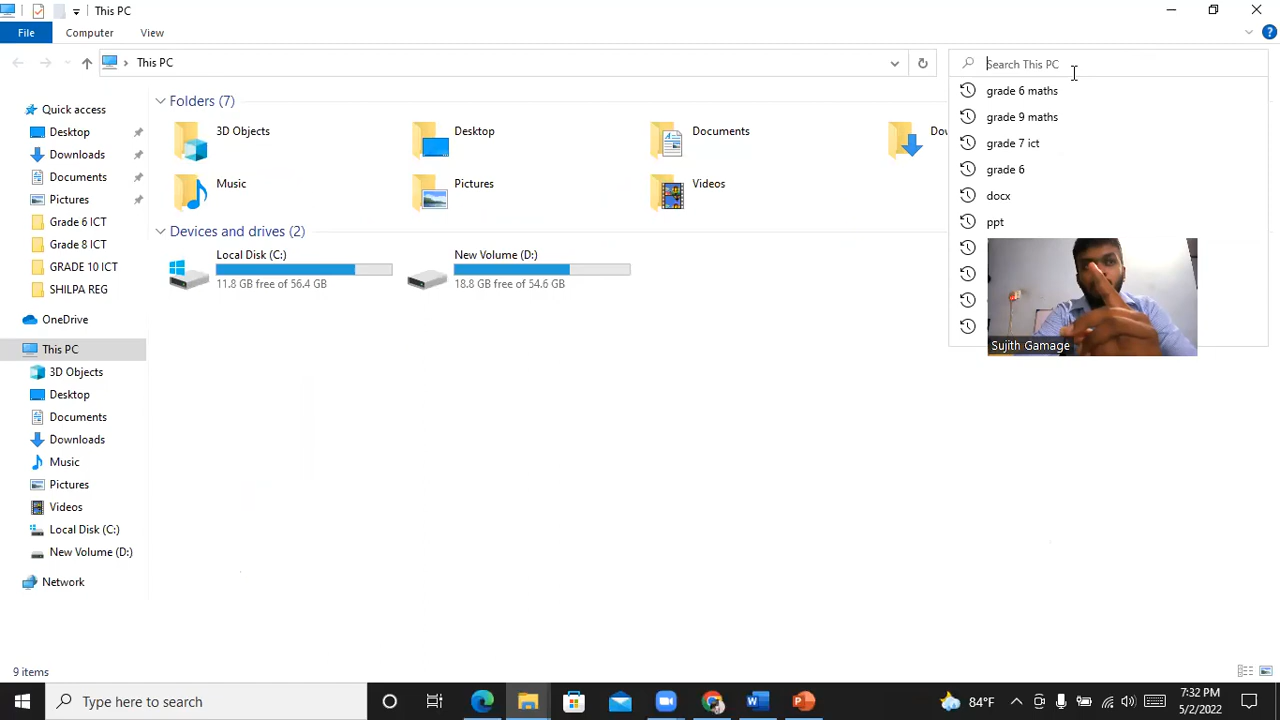 This PC
File
Computer
View
This PC
Search This PC
grade 6 maths
grade 9 maths
grade 7 ict
grade 6
docx
ppt
Sujith Gamage
Quick access
Desktop
Downloads
Documents
Pictures
Grade 6 ICT
Grade 8 ICT
GRADE 10 ICT
SHILPA REG
OneDrive
This PC
3D Objects
Desktop
Documents
Downloads
Music
Pictures
Videos
Local Disk (C:)
New Volume (D:)
Network
Folders (7)
3D Objects
Desktop
Documents
Music
Pictures
Videos
Devices and drives (2)
Local Disk (C:)
11.8 GB free of 56.4 GB
New Volume (D:)
18.8 GB free of 54.6 GB
9 items
Type here to search
84°F
7:32 PM
5/2/2022